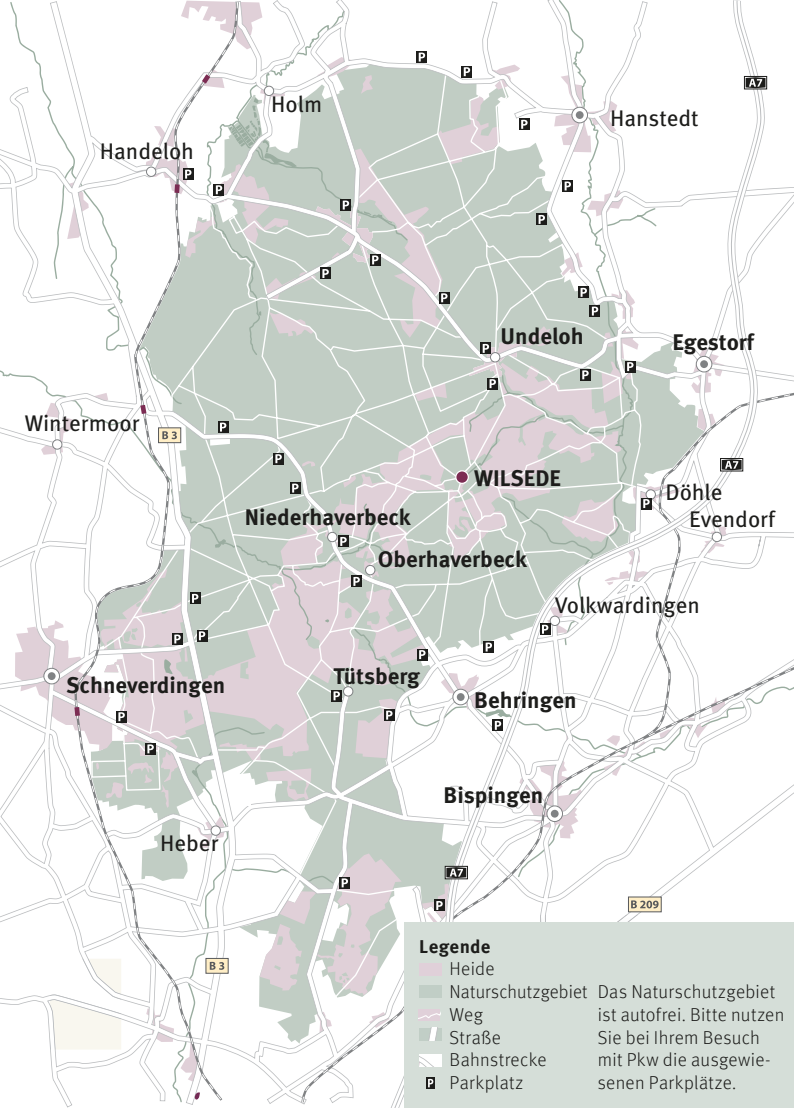 P
P
A7
Holm
P
Hanstedt
Handeloh
P
P
P
P
P
P
P
P
P
P
P
Undeloh
P
Egestorf
P
P
P
Wintermoor
B 3
P
P
A7
WILSEDE
P
Döhle
P
Niederhaverbeck
Evendorf
P
Oberhaverbeck
P
P
Volkwardingen
P
P
P
P
P
Schneverdingen
Tütsberg
P
Behringen
P
P
P
P
Bispingen
Heber
A7
P
P
B 209
B 3
Legende
Heide
Naturschutzgebiet
Weg
Straße
Bahnstrecke
P Parkplatz
Das Naturschutzgebiet
ist autofrei. Bitte nutzen
Sie bei Ihrem Besuch
mit Pkw die ausgewie-
senen Parkplätze.